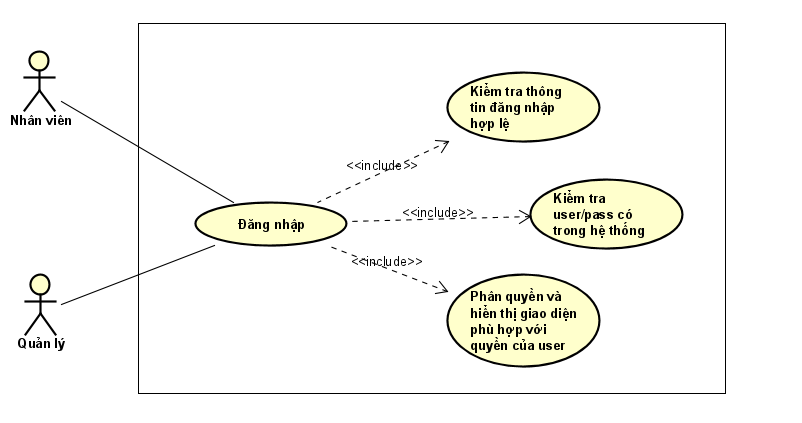 Nhân viên
Kiểm tra thông
tin đăng nhập
hợp lệ
<<include>>
Kiểm tra
user/pass có
trong hệ thống
<<include>>
Đăng nhập
<<include>>
Phân quyền và
hiển thị giao diện
phù hợp với
quyền của user
Quản lý